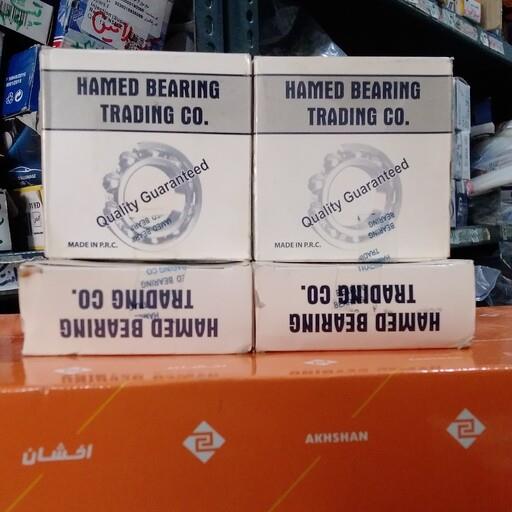 HAMED BEARING
TRADING CO.
Quality Guaranteed
MADE IN P.R.C.
HAMED BEARING
TRADING CO.
Quality Guaranteed
MADE IN P.R.C.
HAMED BEARING
TRADING CO.
HAMED BEARING
TRADING CO.
افشان
AKHSHAN